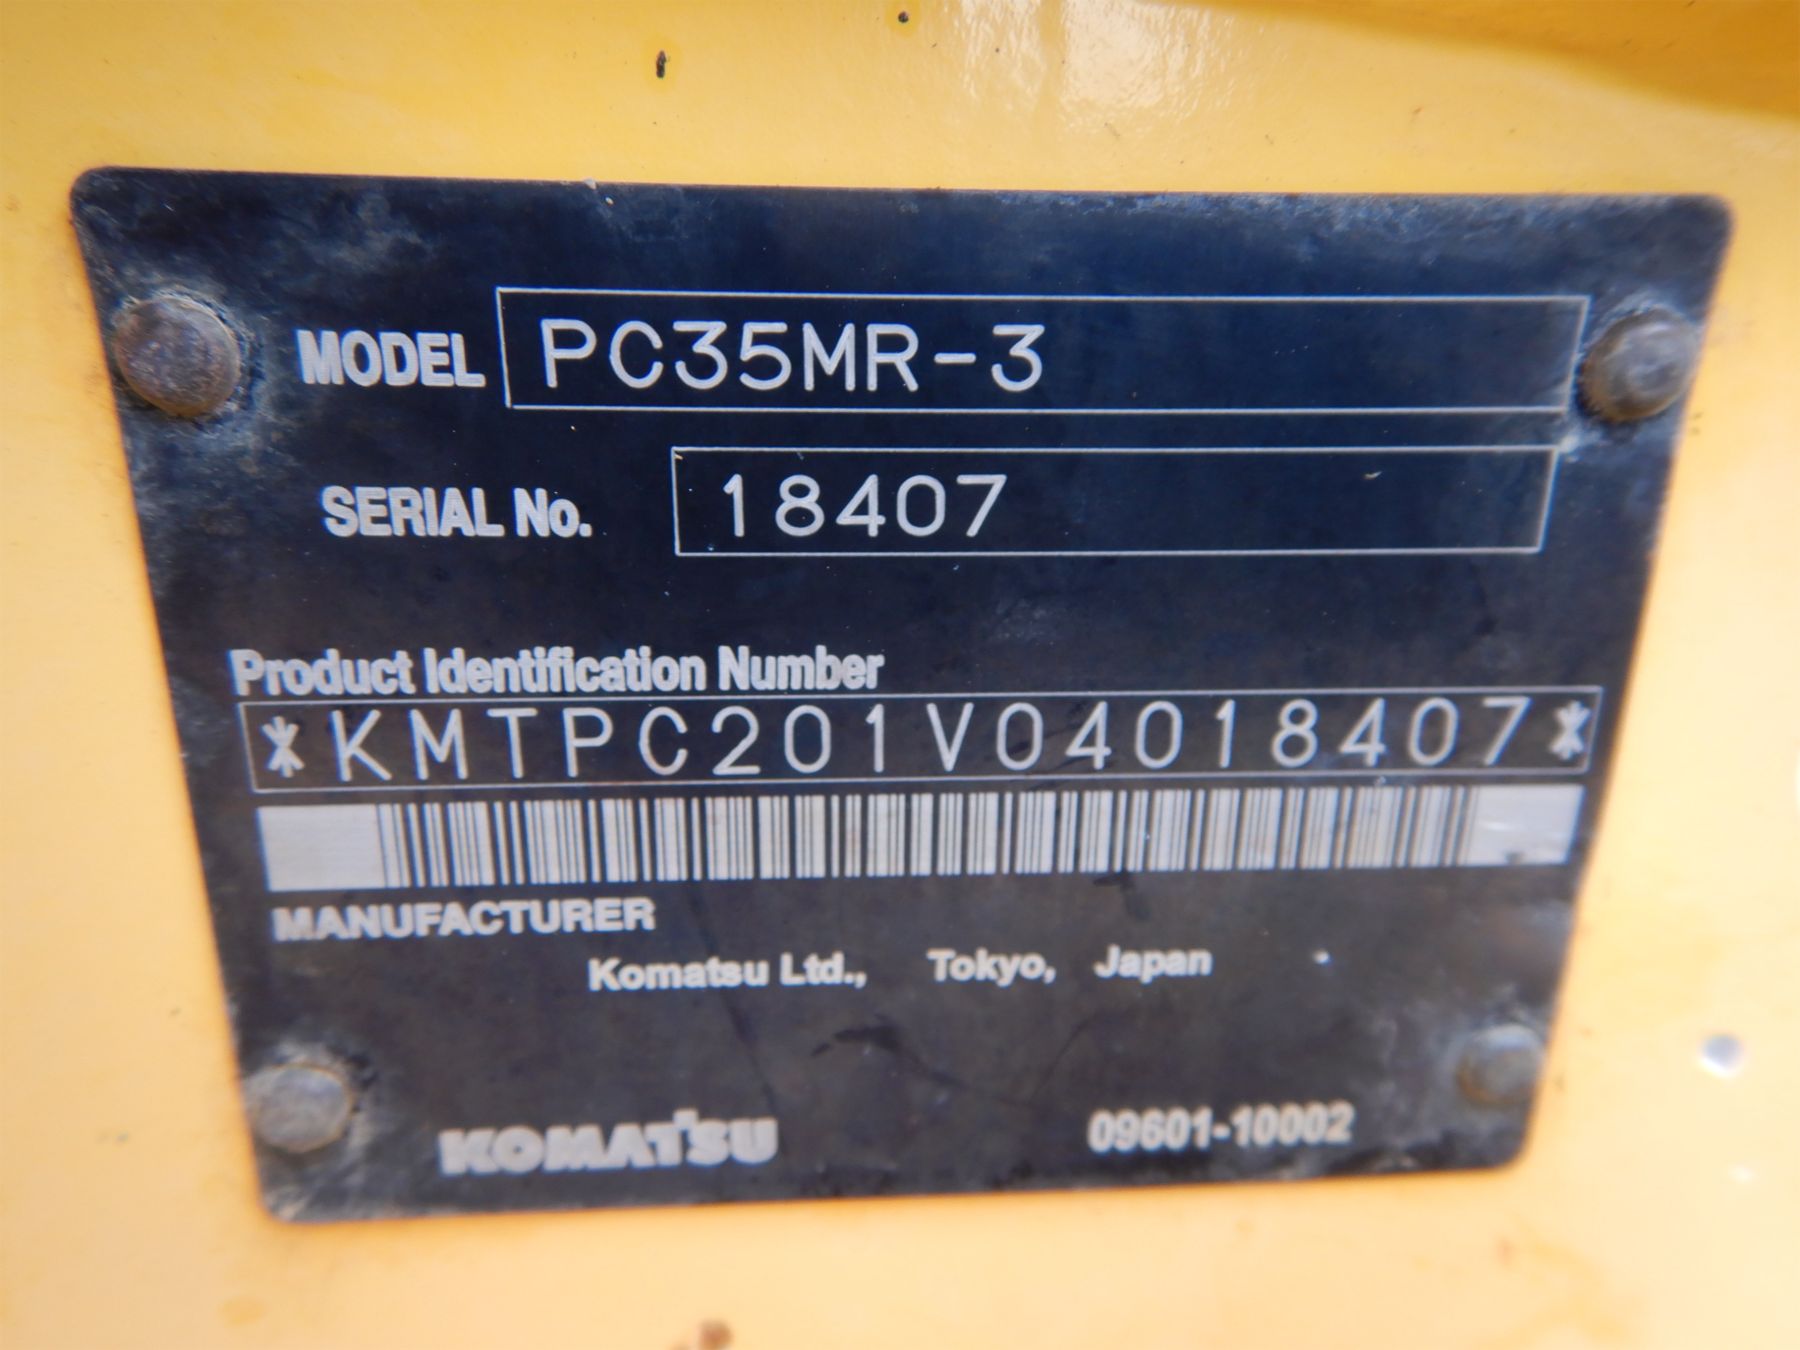 MODEL PC35MR-3
SERIAL No. 18407
Product Identification Number
*KMTPC201V04018407*
MANUFACTURER
Komatsu Ltd., Tokyo, Japan
KOMATSU 09601-10002